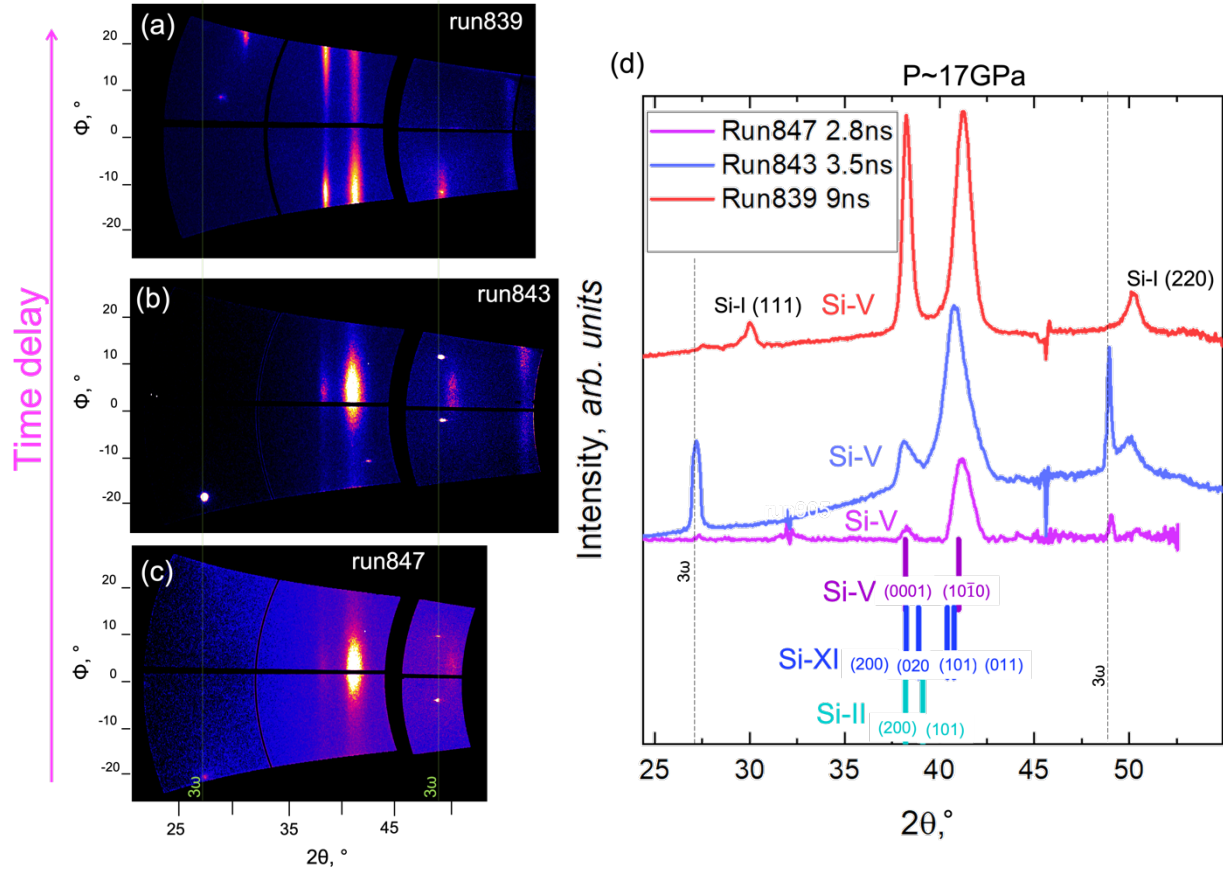 Time delay
(a)
run839
Φ, °
20
10
0
-10
-20
(b)
run843
Φ, °
20
10
0
-10
-20
(c)
run847
Φ, °
20
10
0
-10
-20
3ω
3ω
25
35
45
2θ, °
(d)
P~17GPa
Run847 2.8ns
Run843 3.5ns
Run839 9ns
Intensity, arb. units
Si-I (111)
Si-V
Si-I (220)
Si-V
Si-V
3ω
3ω
Si-V (0001) (101̄0)
Si-XI (200) (020 (101) (011)
Si-II (200) (101)
25
30
35
40
45
50
2θ,°